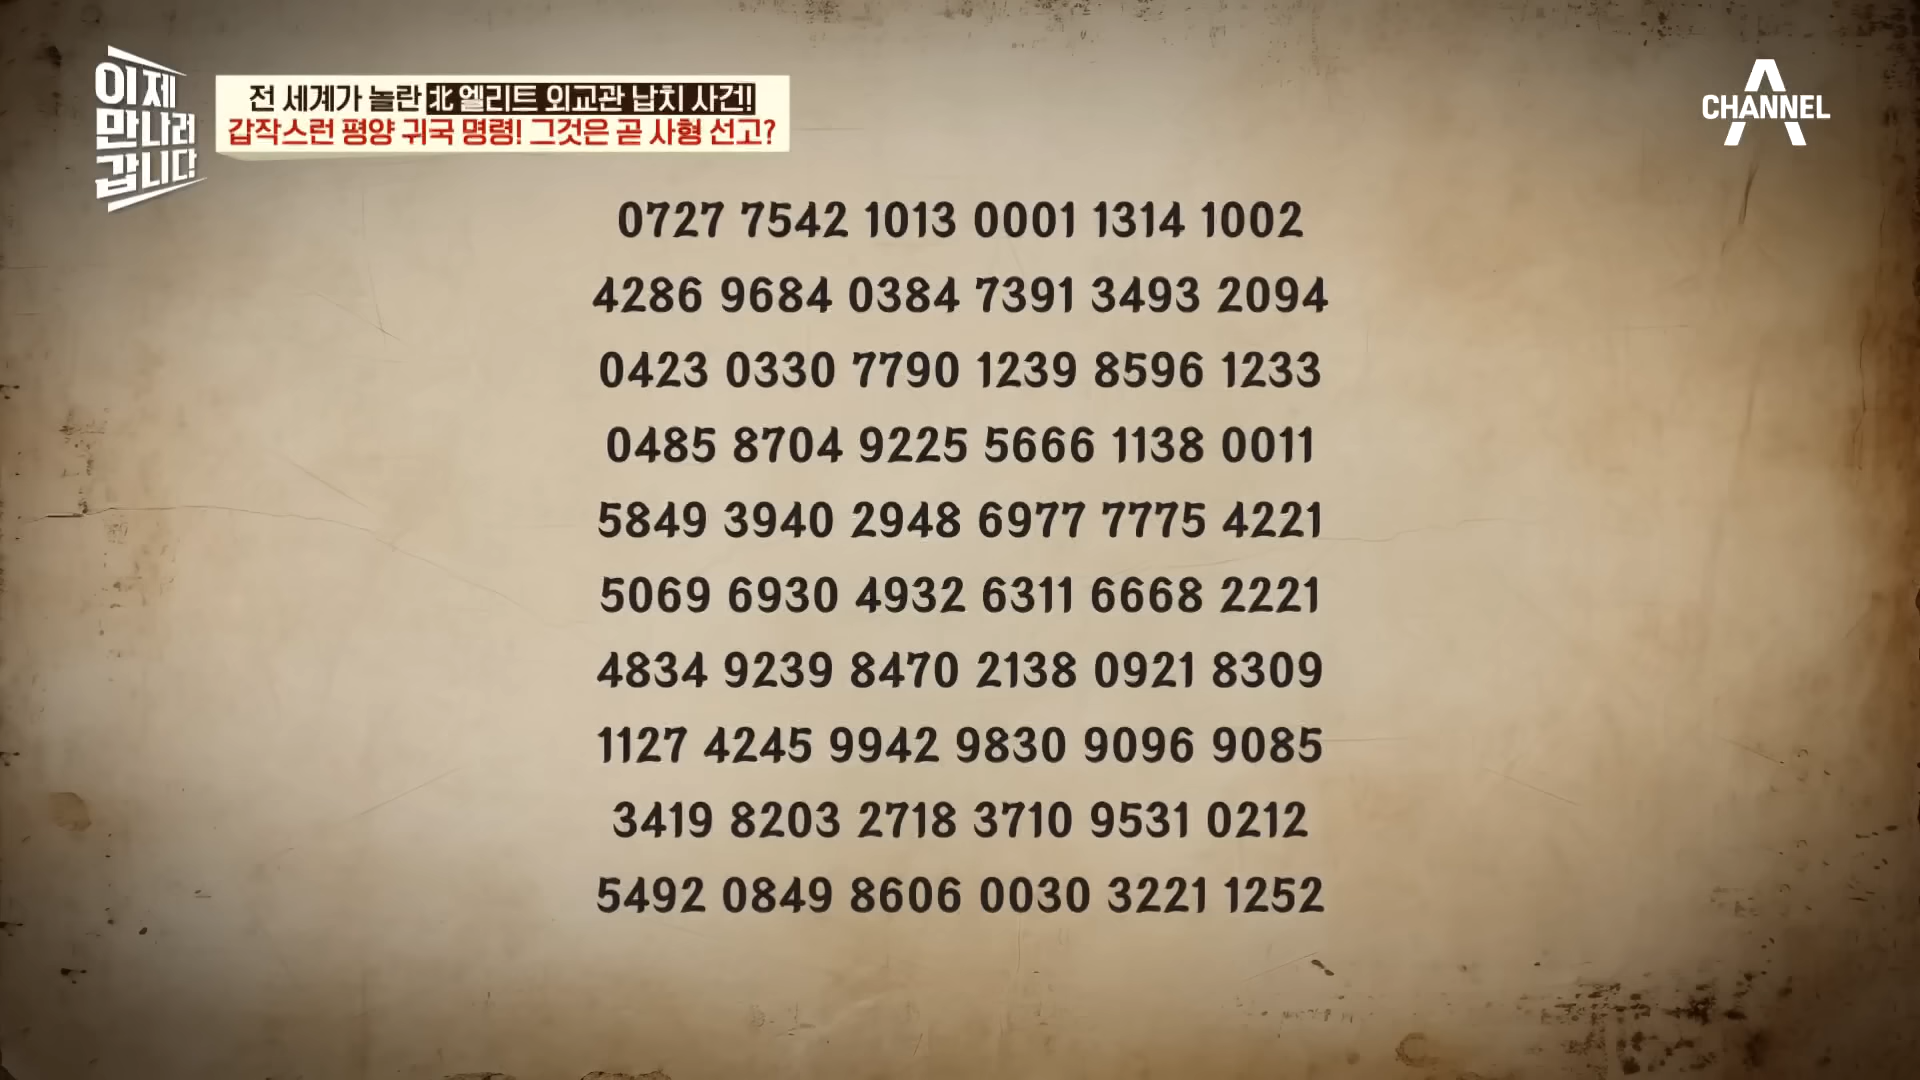 이제
만나러
갑니다
전 세계가 놀란 北 엘리트 외교관 납치 사건!
갑작스런 평양 귀국 명령! 그것은 곧 사형 선고?
CHANNEL A
0727 7542 1013 0001 1314 1002
4286 9684 0384 7391 3493 2094
0423 0330 7790 1239 8596 1233
0485 8704 9225 5666 1138 0011
5849 3940 2948 6977 7775 4221
5069 6930 4932 6311 6668 2221
4834 9239 8470 2138 0921 8309
1127 4245 9942 9830 9096 9085
3419 8203 2718 3710 9531 0212
5492 0849 8606 0030 3221 1252